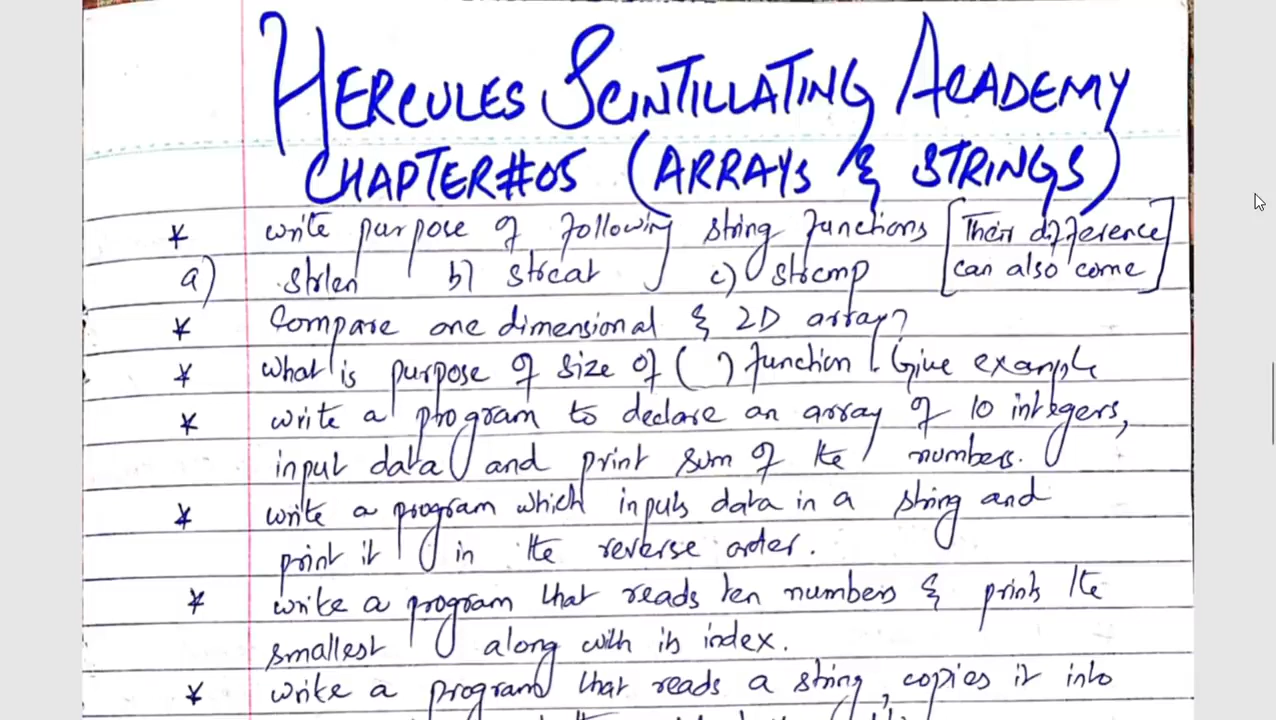 HERCULES SCINTILLATING ACADEMY
CHAPTER#05 (ARRAYS & STRINGS)
* write purpose of following string functions [Their difference
a) strlen b) strcat c) strcmp can also come]
* Compare one dimensional & 2D array?
* what is purpose of size of ( ) function. Give example
* write a program to declare an array of 10 integers,
input data and print sum of the numbers.
* write a program which inputs data in a string and
print it in the reverse order.
* write a program that reads ten numbers & prints the
smallest along with its index.
* write a program that reads a string, copies it into